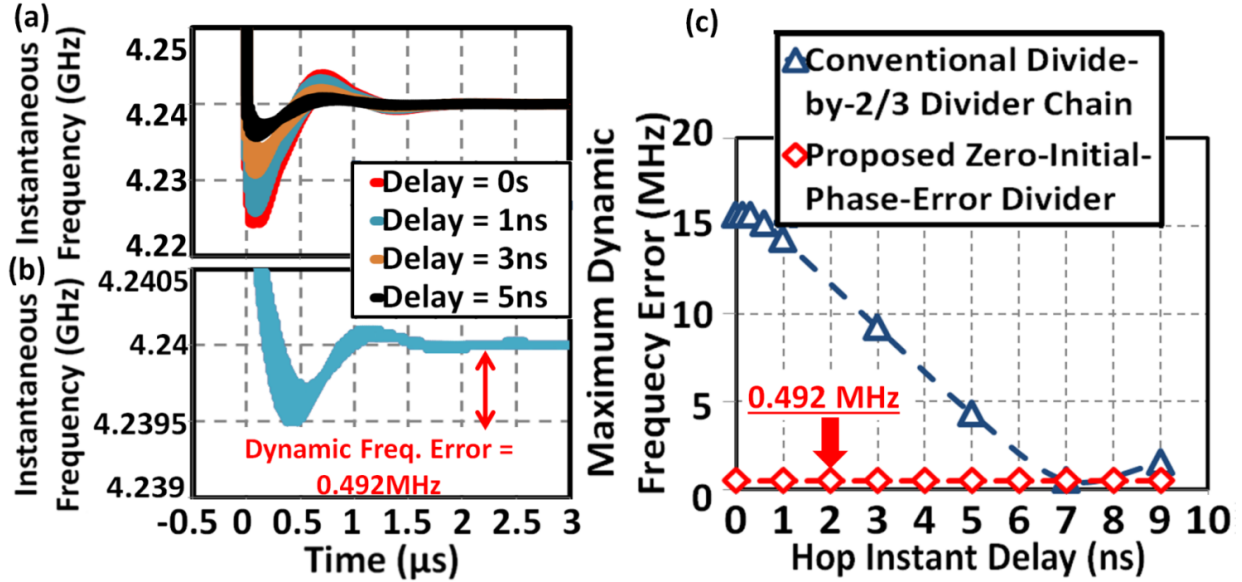 (a)
Instantaneous
Frequency (GHz)
4.25
4.24
4.23
4.22
Delay = 0s
Delay = 1ns
Delay = 3ns
Delay = 5ns
(b)
Instantaneous
Frequency (GHz)
4.2405
4.24
4.2395
4.239
Dynamic Freq. Error =
0.492MHz
-0.5 0 0.5 1 1.5 2 2.5 3
Time (µs)
(c)
Maximum Dynamic
Frequecy Error (MHz)
Conventional Divide-
by-2/3 Divider Chain
Proposed Zero-Initial-
Phase-Error Divider
20
15
10
5
0
0.492 MHz
0 1 2 3 4 5 6 7 8 9 10
Hop Instant Delay (ns)